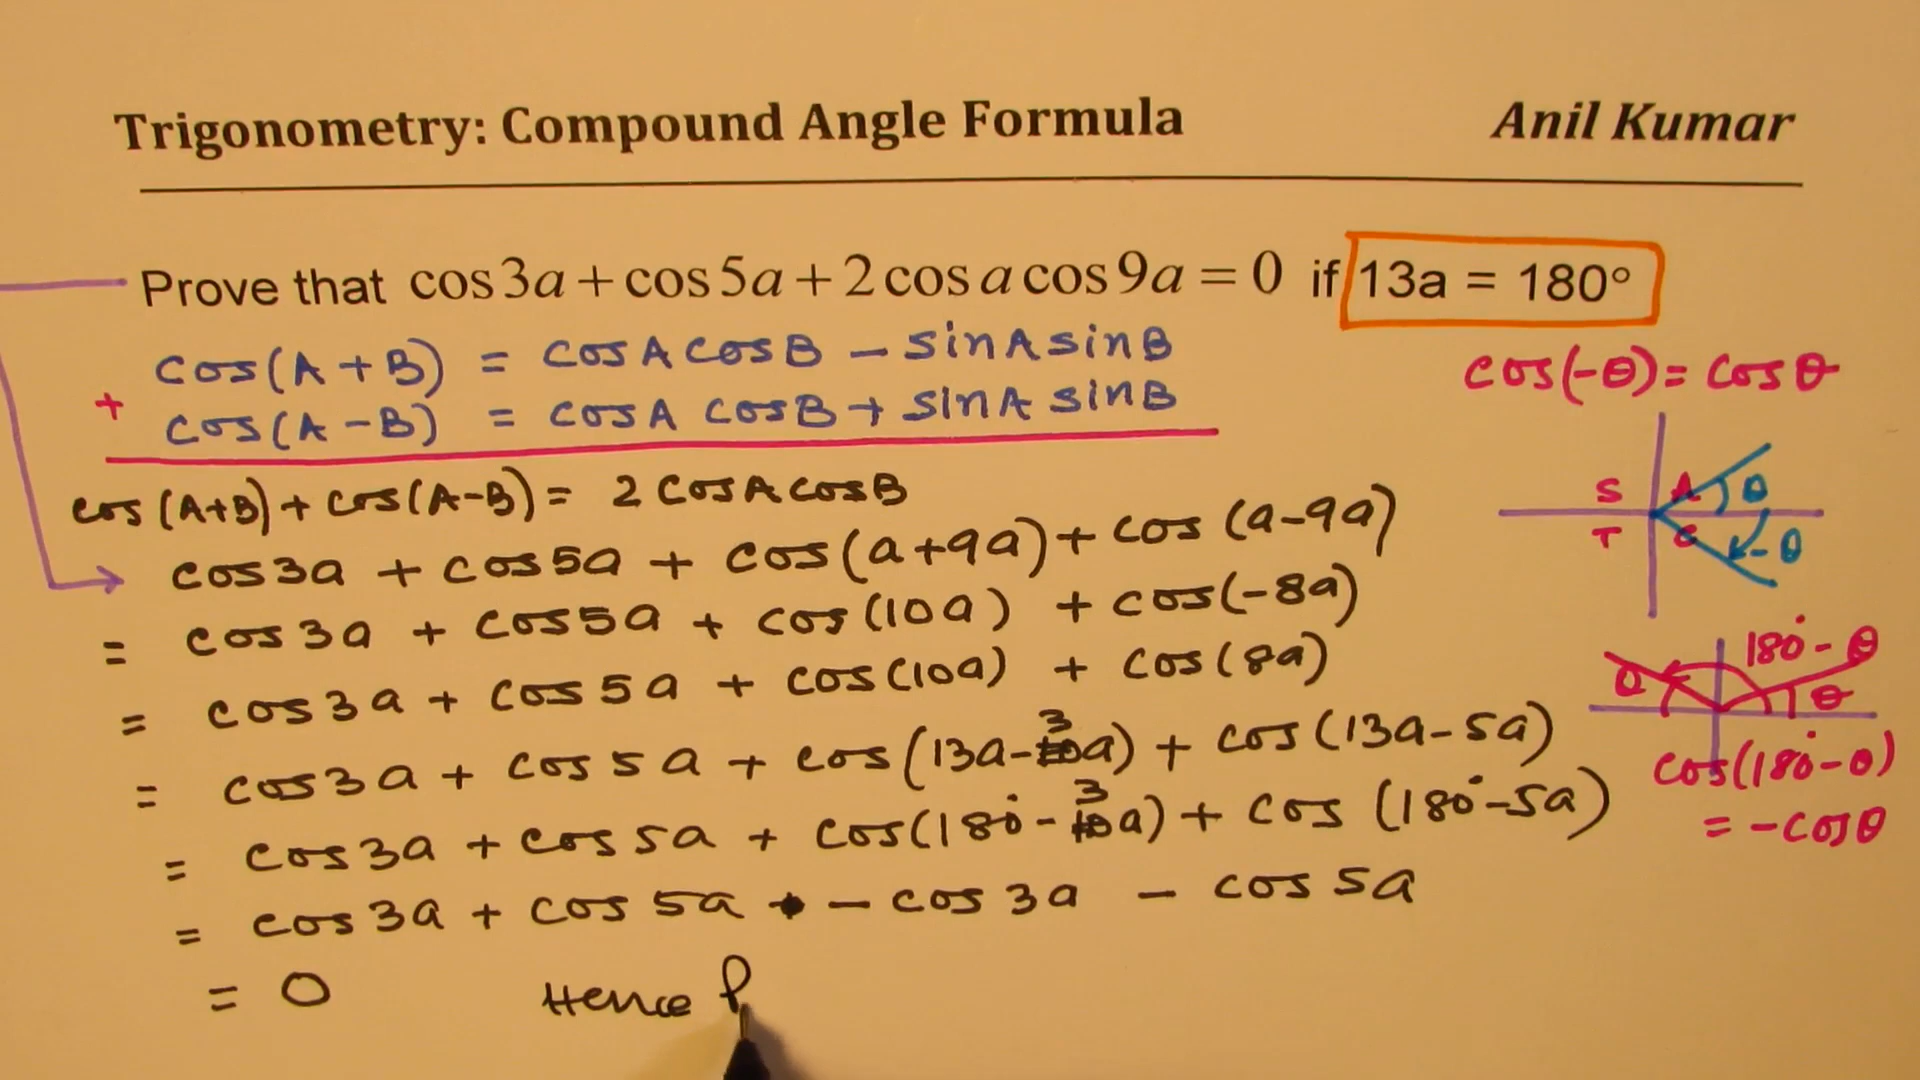 Trigonometry: Compound Angle Formula Anil Kumar
Prove that cos3a + cos5a + 2cos a cos9a = 0 if 13a = 180°
cos(A+B) = cosA cosB - sinA sinB
+ cos(A-B) = cosA cosB + sinA sinB
cos(A+B) + cos(A-B) = 2 cosA cosB
cos3a + cos5a + cos(a+9a) + cos(a-9a)
= cos3a + cos5a + cos(10a) + cos(-8a)
= cos3a + cos5a + cos(10a) + cos(8a)
= cos3a + cos5a + cos(13a-3a) + cos(13a-5a)
= cos3a + cos5a + cos(180°-3a) + cos(180°-5a)
= cos3a + cos5a - cos3a - cos5a
= 0 Hence P
cos(-θ) = cosθ
S A θ
T C -θ
180°-θ
θ θ
cos(180°-θ)
= -cosθ